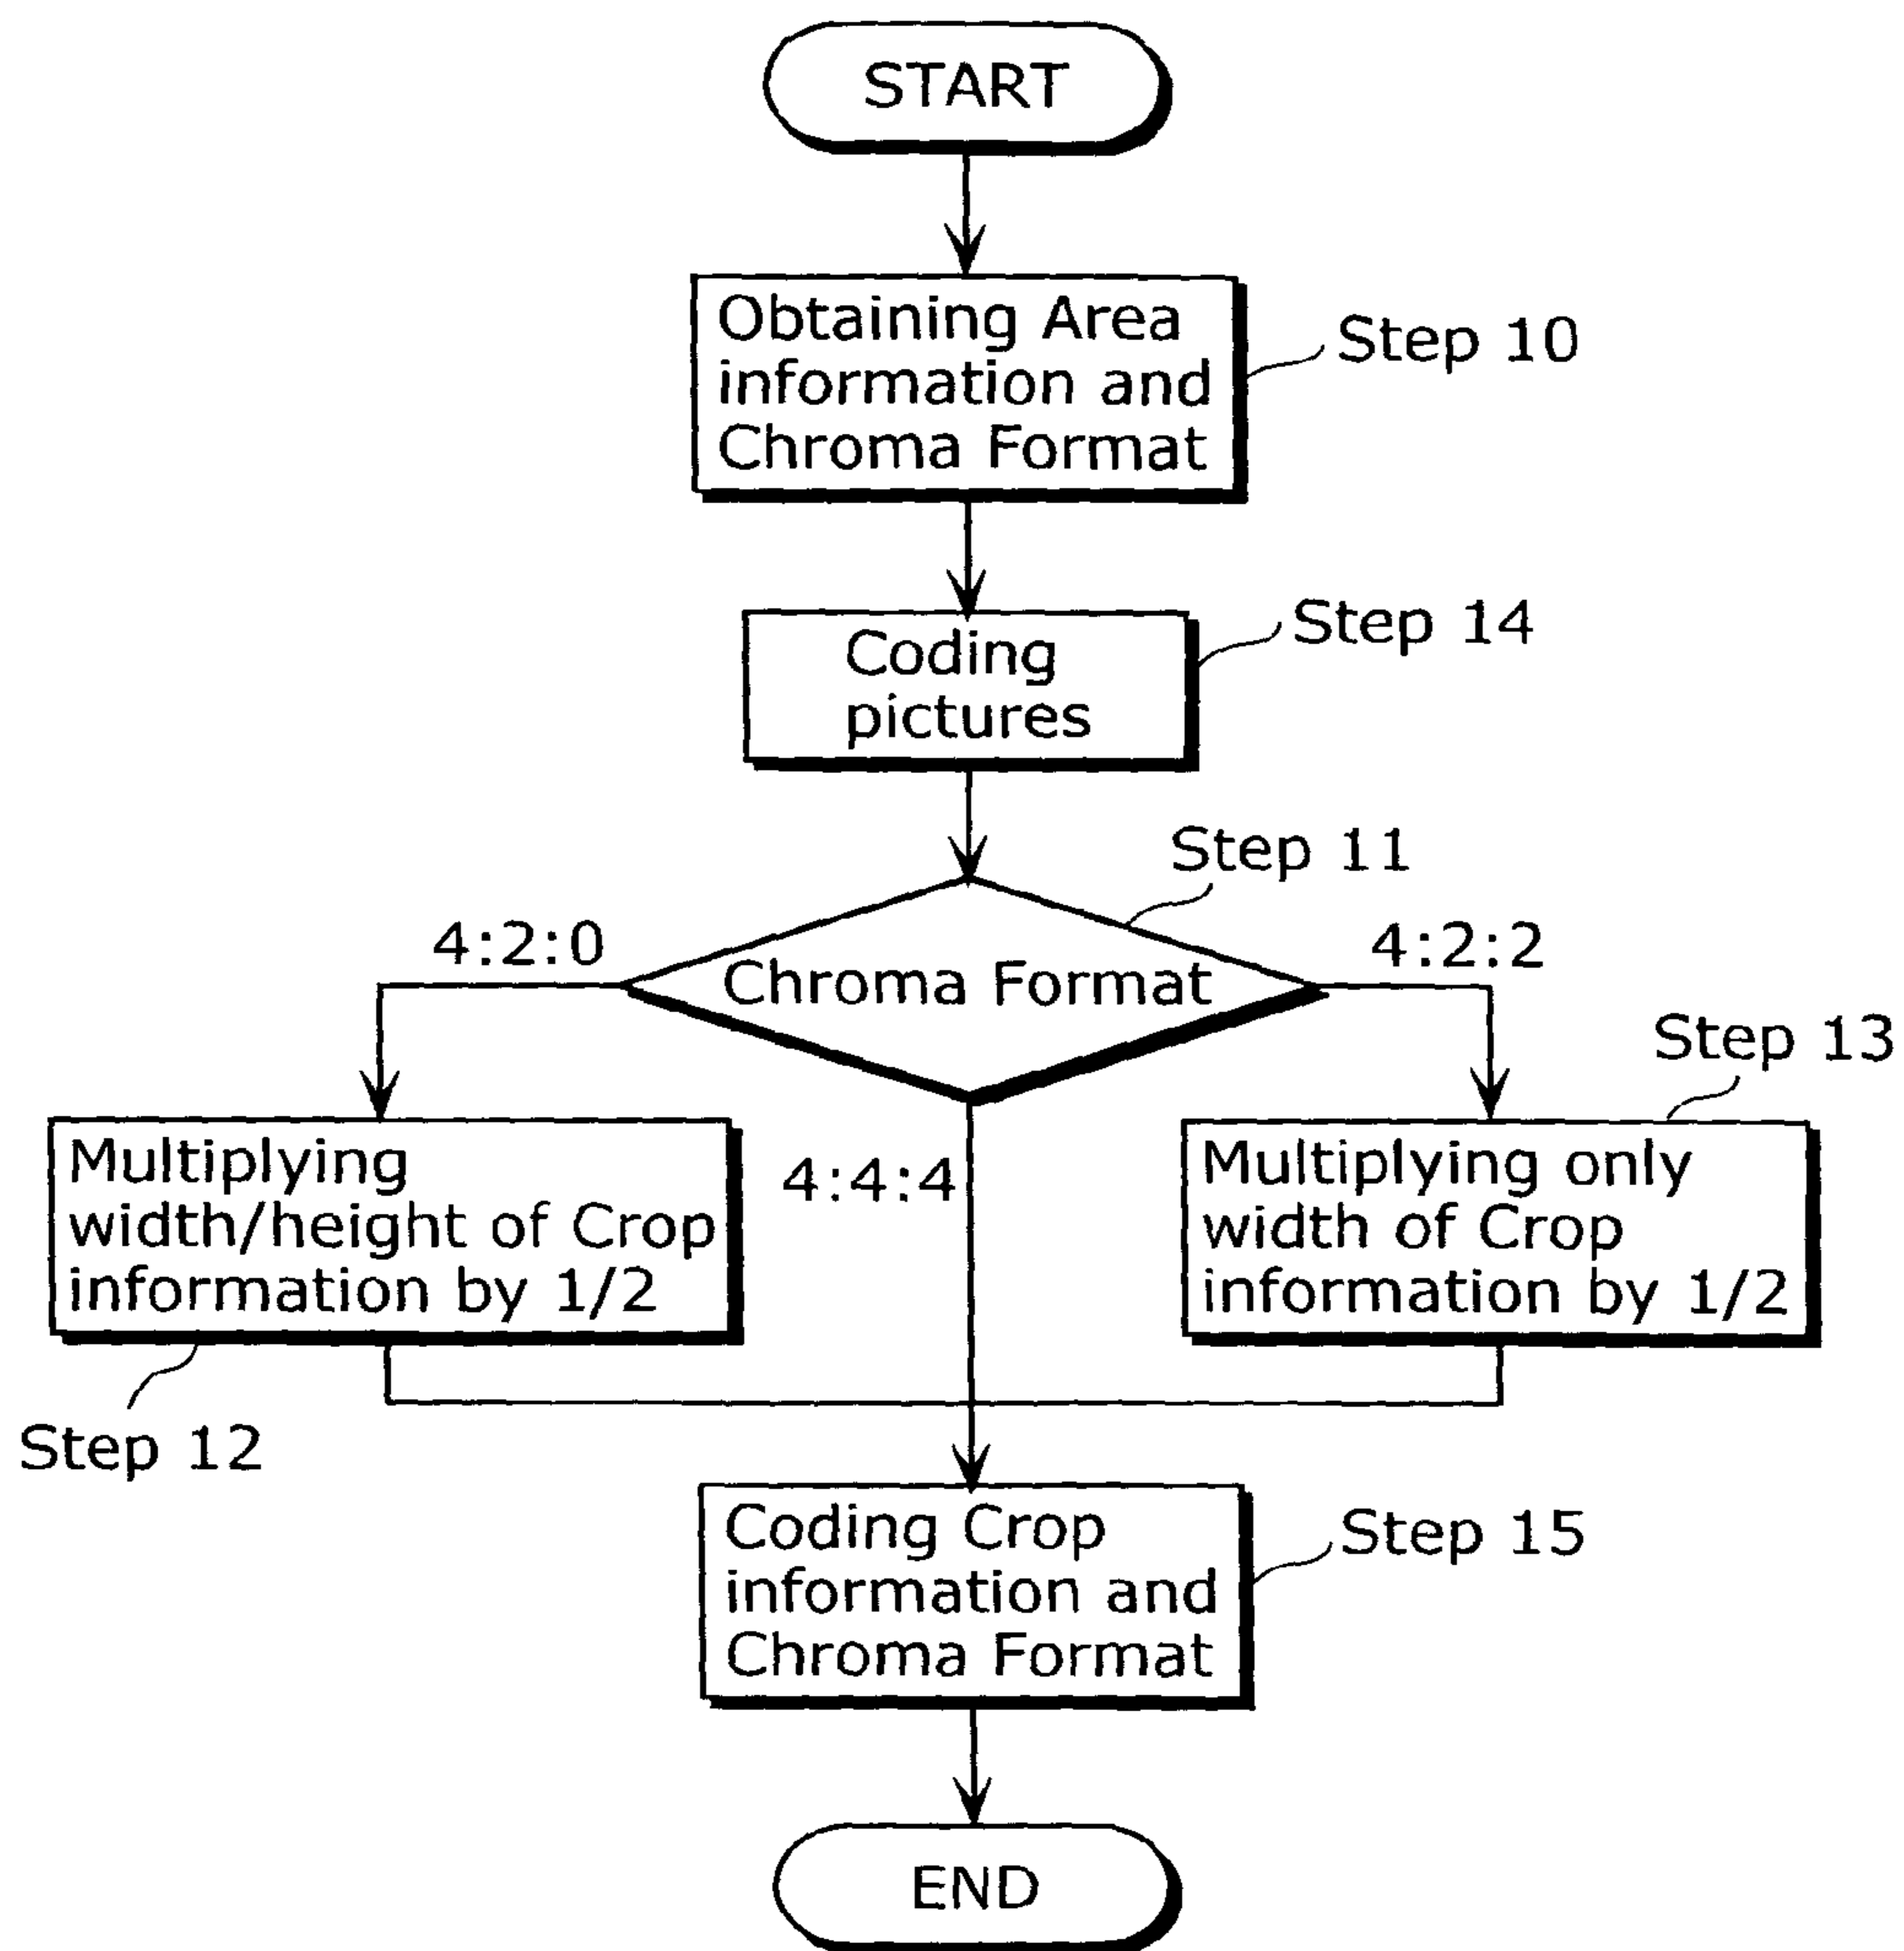 START
Obtaining Area
information and
Chroma Format
Step 10
Coding
pictures
Step 14
Step 11
4:2:0
Chroma Format
4:2:2
Step 13
Multiplying
width/height of Crop
information by 1/2
4:4:4
Multiplying only
width of Crop
information by 1/2
Step 12
Coding Crop
information and
Chroma Format
Step 15
END